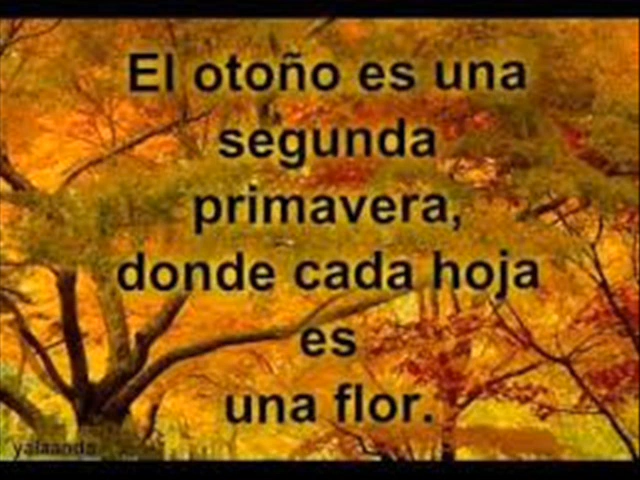 El otoño es una
segunda
primavera,
donde cada hoja
es
una flor.
yalaanda